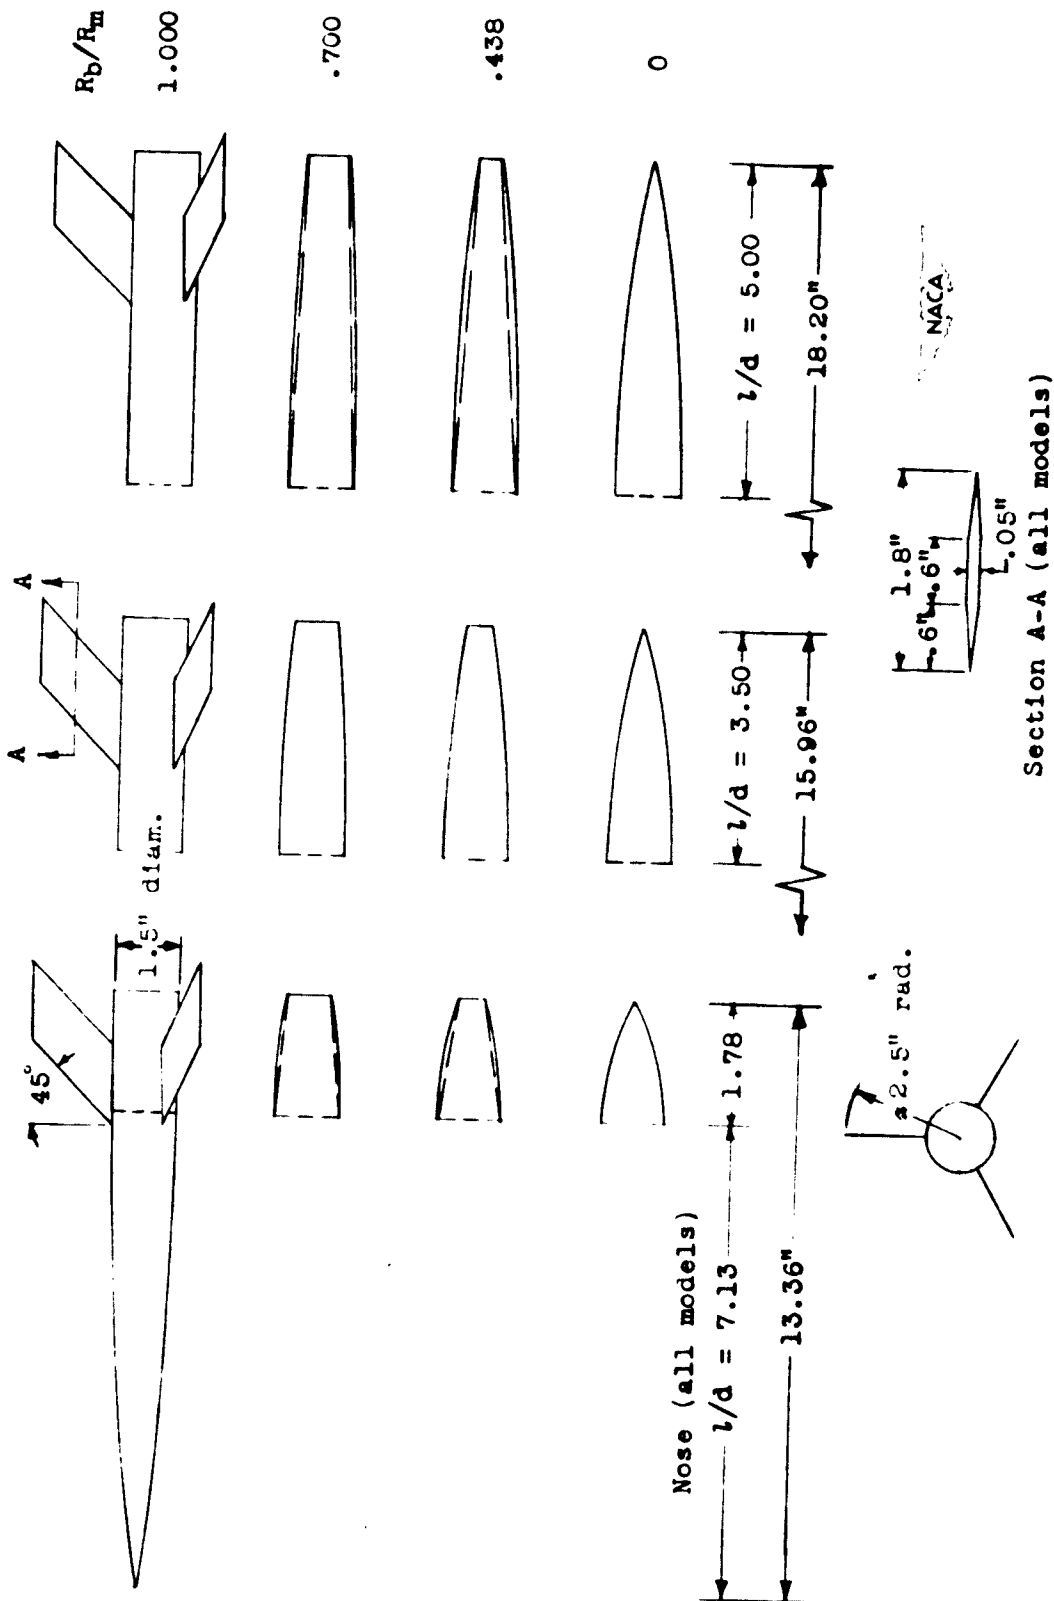 R_b/R_m
1.000
.700
.438
0
A
A
45°
1.5" diam.
Nose (all models)
l/d = 7.13
1.78
l/d = 3.50
l/d = 5.00
13.36"
15.96"
18.20"
2.5" rad.
1.8"
.6"
.6"
.05"
Section A-A (all models)
NACA